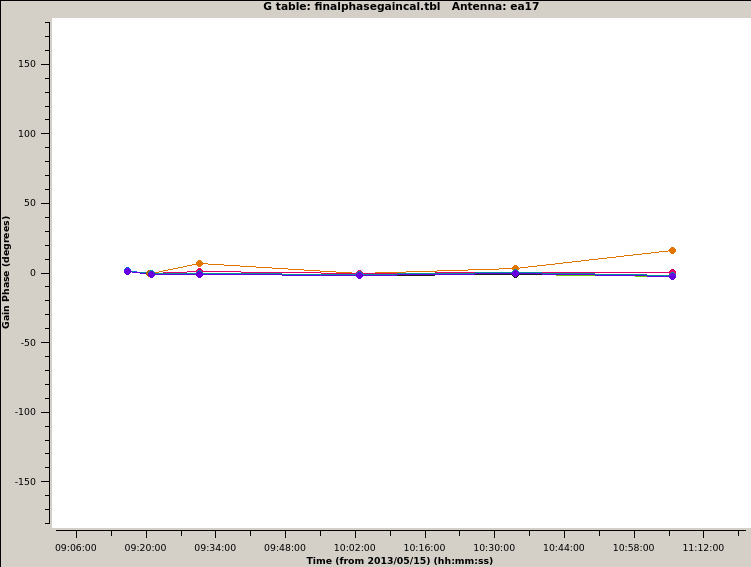 G table: finalphasegaincal.tbl   Antenna: ea17
150
100
50
0
-50
-100
-150
Gain Phase (degrees)
09:06:00 09:20:00 09:34:00 09:48:00 10:02:00 10:16:00 10:30:00 10:44:00 10:58:00 11:12:00
Time (from 2013/05/15) (hh:mm:ss)